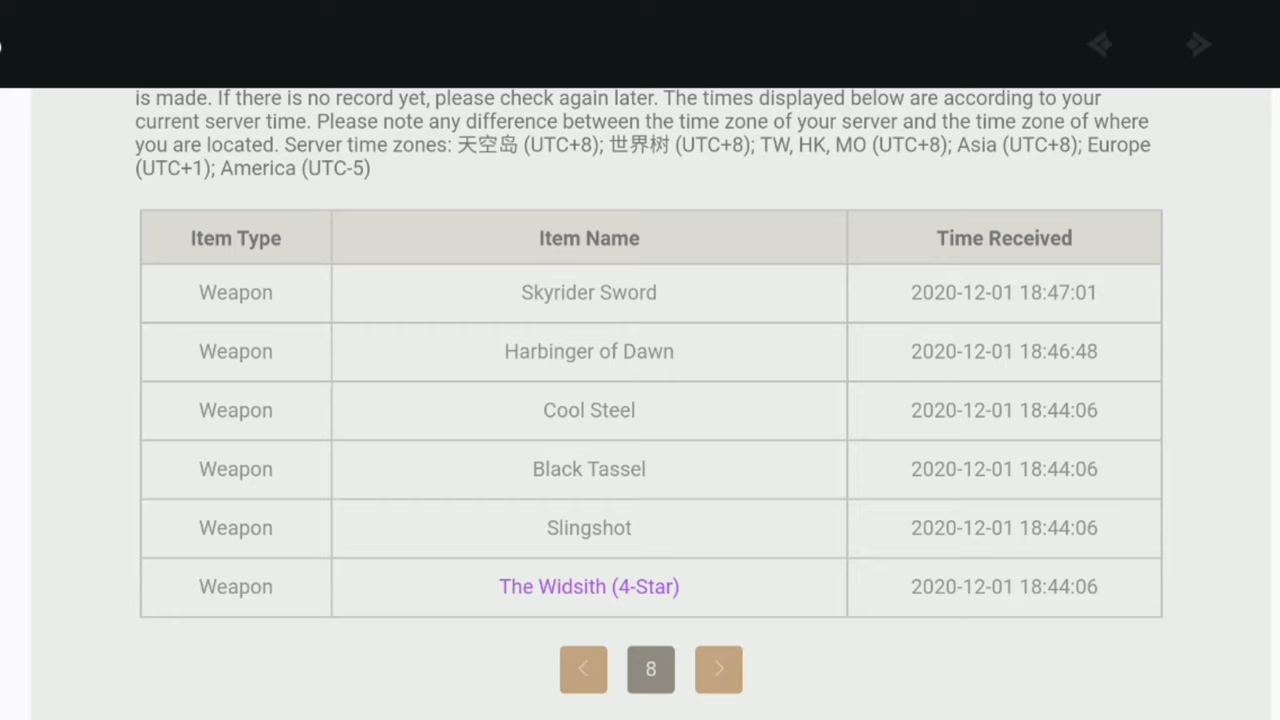 is made. If there is no record yet, please check again later. The times displayed below are according to your
current server time. Please note any difference between the time zone of your server and the time zone of where
you are located. Server time zones: 天空岛 (UTC+8); 世界树 (UTC+8); TW, HK, MO (UTC+8); Asia (UTC+8); Europe
(UTC+1); America (UTC-5)
Item Type Item Name Time Received
Weapon Skyrider Sword 2020-12-01 18:47:01
Weapon Harbinger of Dawn 2020-12-01 18:46:48
Weapon Cool Steel 2020-12-01 18:44:06
Weapon Black Tassel 2020-12-01 18:44:06
Weapon Slingshot 2020-12-01 18:44:06
Weapon The Widsith (4-Star) 2020-12-01 18:44:06
8